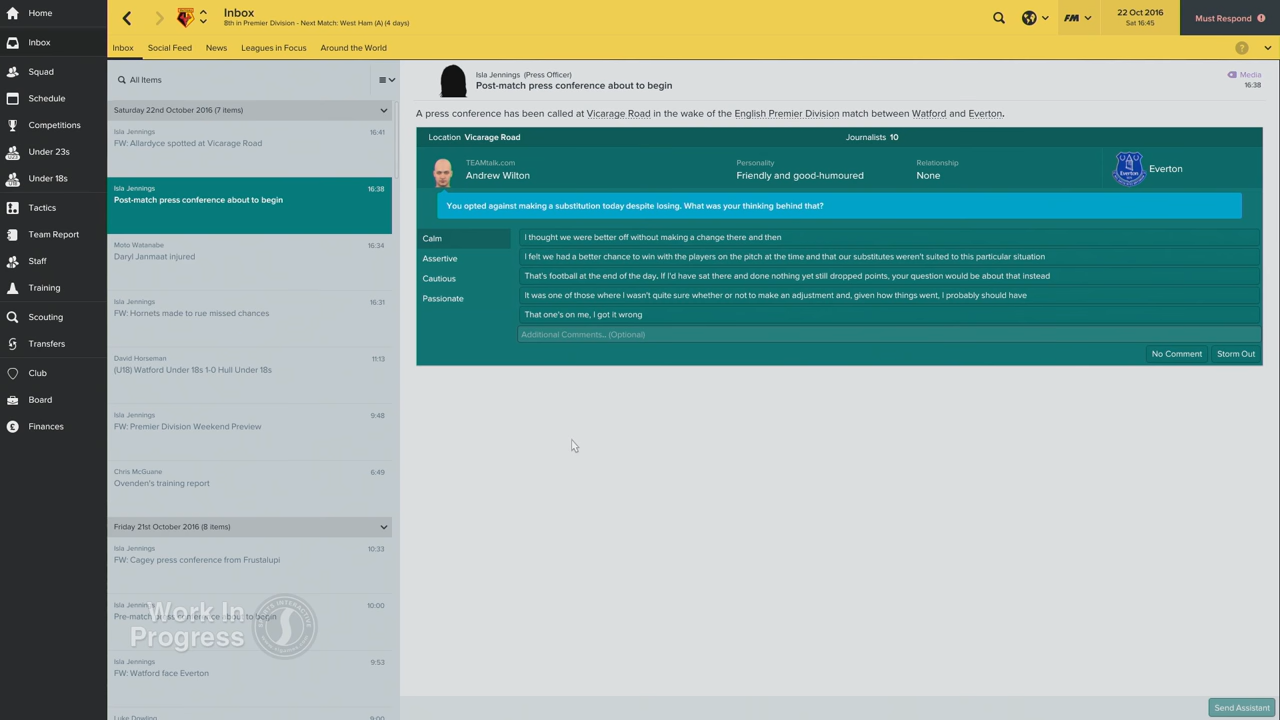 Home
Inbox
Squad
Schedule
Competitions
Under 23s
Under 18s
Tactics
Team Report
Staff
Training
Scouting
Transfers
Club
Board
Finances
Inbox
8th in Premier Division - Next Match: West Ham (A) (4 days)
FM
22 Oct 2016
Sat 16:45
Must Respond
Inbox
Social Feed
News
Leagues in Focus
Around the World
All Items
Saturday 22nd October 2016 (7 items)
Isla Jennings 16:41
FW: Allardyce spotted at Vicarage Road
Isla Jennings 16:38
Post-match press conference about to begin
Moto Watanabe 16:34
Daryl Janmaat injured
Isla Jennings 16:31
FW: Hornets made to rue missed chances
David Horseman 11:13
(U18) Watford Under 18s 1-0 Hull Under 18s
Isla Jennings 9:48
FW: Premier Division Weekend Preview
Chris McGuane 6:49
Ovenden's training report
Friday 21st October 2016 (8 items)
Isla Jennings 10:33
FW: Cagey press conference from Frustalupi
Isla Jennings 10:00
Pre-match press conference about to begin
Work In
Progress
Isla Jennings 9:53
FW: Watford face Everton
Luke Dowling 9:00
Isla Jennings (Press Officer)
Post-match press conference about to begin
Media
16:38
A press conference has been called at Vicarage Road in the wake of the English Premier Division match between Watford and Everton.
Location Vicarage Road
Journalists 10
TEAMtalk.com
Andrew Wilton
Personality
Friendly and good-humoured
Relationship
None
Everton
You opted against making a substitution today despite losing. What was your thinking behind that?
Calm
Assertive
Cautious
Passionate
I thought we were better off without making a change there and then
I felt we had a better chance to win with the players on the pitch at the time and that our substitutes weren't suited to this particular situation
That's football at the end of the day. If I'd have sat there and done nothing yet still dropped points, your question would be about that instead
It was one of those where I wasn't quite sure whether or not to make an adjustment and, given how things went, I probably should have
That one's on me, I got it wrong
Additional Comments.. (Optional)
No Comment
Storm Out
Send Assistant